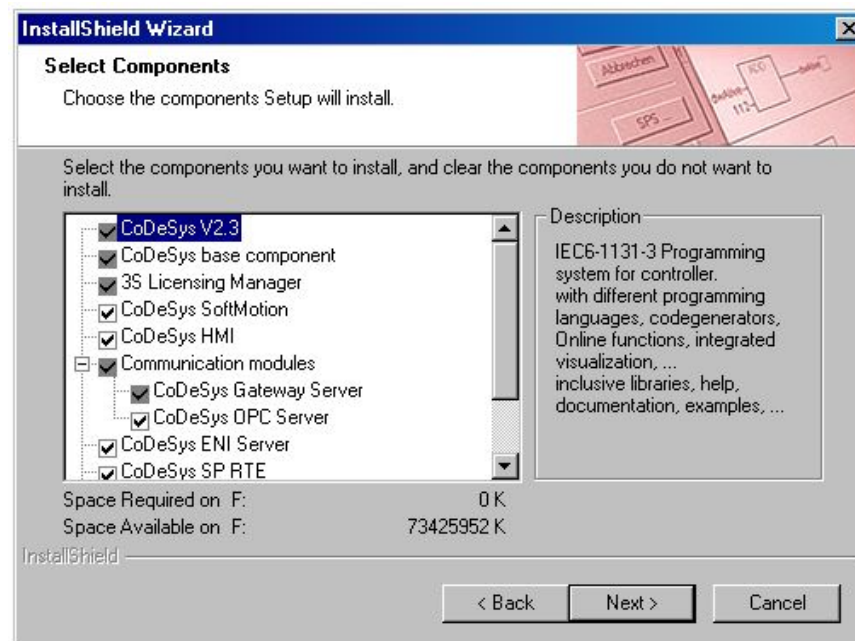 InstallShield Wizard
Select Components
Choose the components Setup will install.
Abbrechen
SPS ...
ADD
112
Select the components you want to install, and clear the components you do not want to
install.
CoDeSys V2.3
CoDeSys base component
3S Licensing Manager
CoDeSys SoftMotion
CoDeSys HMI
Communication modules
CoDeSys Gateway Server
CoDeSys OPC Server
CoDeSys ENI Server
CoDeSys SP RTE
Description
IEC6-1131-3 Programming
system for controller.
with different programming
languages, codegenerators,
Online functions, integrated
visualization, ...
inclusive libraries, help,
documentation, examples, ...
Space Required on F: 0 K
Space Available on F: 73425952 K
InstallShield
< Back Next > Cancel